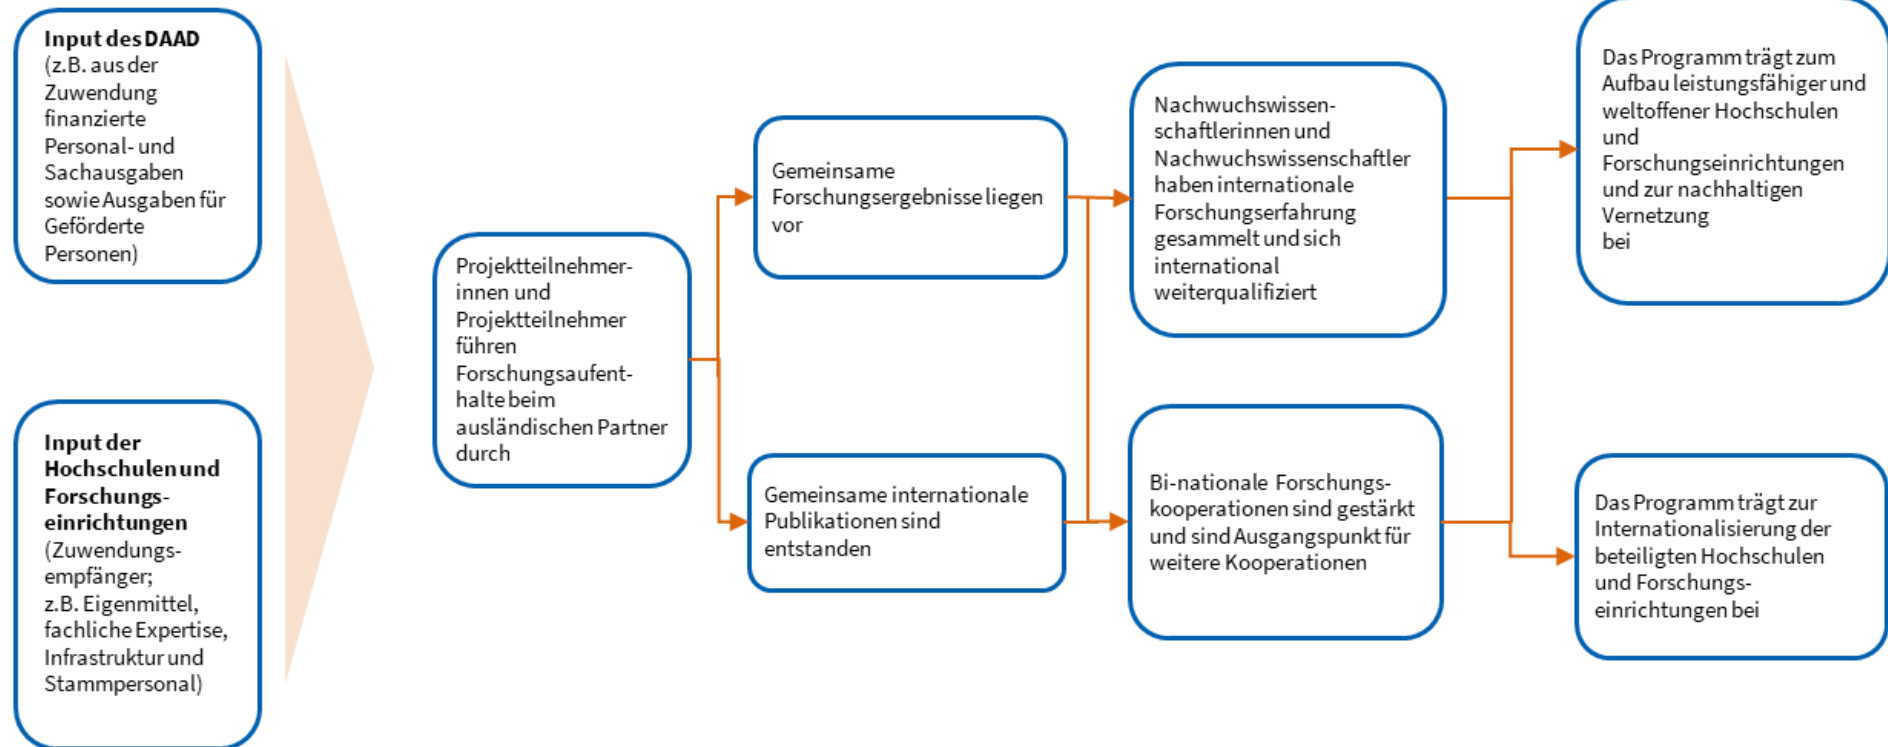 Input des DAAD
(z.B. aus der
Zuwendung
finanzierte
Personal- und
Sachausgaben
sowie Ausgaben für
Geförderte
Personen)
Input der
Hochschulen und
Forschungs-
einrichtungen
(Zuwendungs-
empfänger;
z.B. Eigenmittel,
fachliche Expertise,
Infrastruktur und
Stammpersonal)
Projektteilnehmer-
innen und
Projektteilnehmer
führen
Forschungsaufent-
halte beim
ausländischen Partner
durch
Gemeinsame
Forschungsergebnisse liegen
vor
Gemeinsame internationale
Publikationen sind
entstanden
Nachwuchswissen-
schaftlerinnen und
Nachwuchswissenschaftler
haben internationale
Forschungserfahrung
gesammelt und sich
international
weiterqualifiziert
Bi-nationale Forschungs-
kooperationen sind gestärkt
und sind Ausgangspunkt für
weitere Kooperationen
Das Programm trägt zum
Aufbau leistungsfähiger und
weltoffener Hochschulen
und
Forschungseinrichtungen
und zur nachhaltigen
Vernetzung
bei
Das Programm trägt zur
Internationalisierung der
beteiligten Hochschulen
und Forschungs-
einrichtungen bei